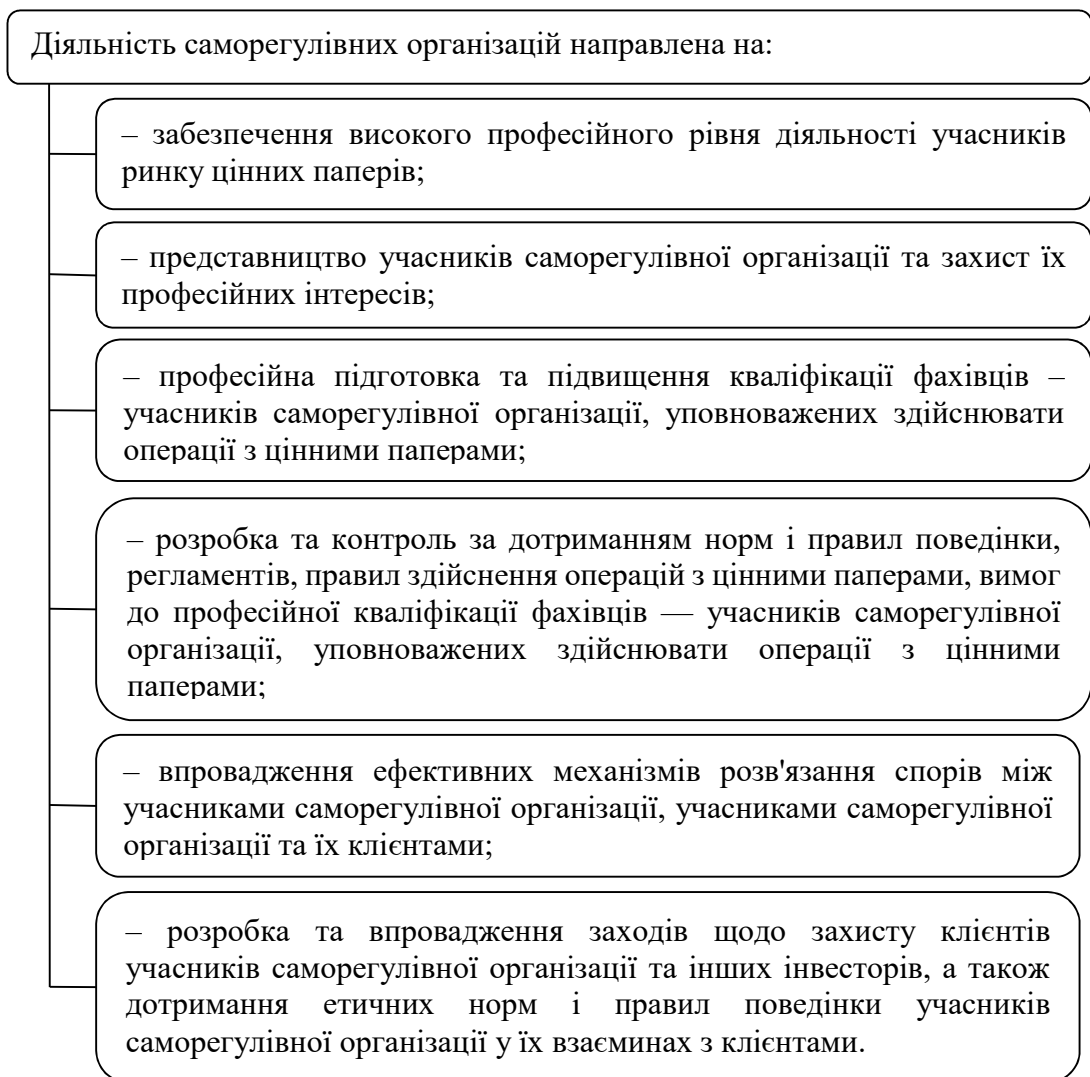 Діяльність саморегулівних організацій направлена на:
– забезпечення високого професійного рівня діяльності учасників
ринку цінних паперів;
– представництво учасників саморегулівної організації та захист їх
професійних інтересів;
– професійна підготовка та підвищення кваліфікації фахівців –
учасників саморегулівної організації, уповноважених здійснювати
операції з цінними паперами;
– розробка та контроль за дотриманням норм і правил поведінки,
регламентів, правил здійснення операцій з цінними паперами, вимог
до професійної кваліфікації фахівців — учасників саморегулівної
організації, уповноважених здійснювати операції з цінними
паперами;
– впровадження ефективних механізмів розв'язання спорів між
учасниками саморегулівної організації, учасниками саморегулівної
організації та їх клієнтами;
– розробка та впровадження заходів щодо захисту клієнтів
учасників саморегулівної організації та інших інвесторів, а також
дотримання етичних норм і правил поведінки учасників
саморегулівної організації у їх взаєминах з клієнтами.